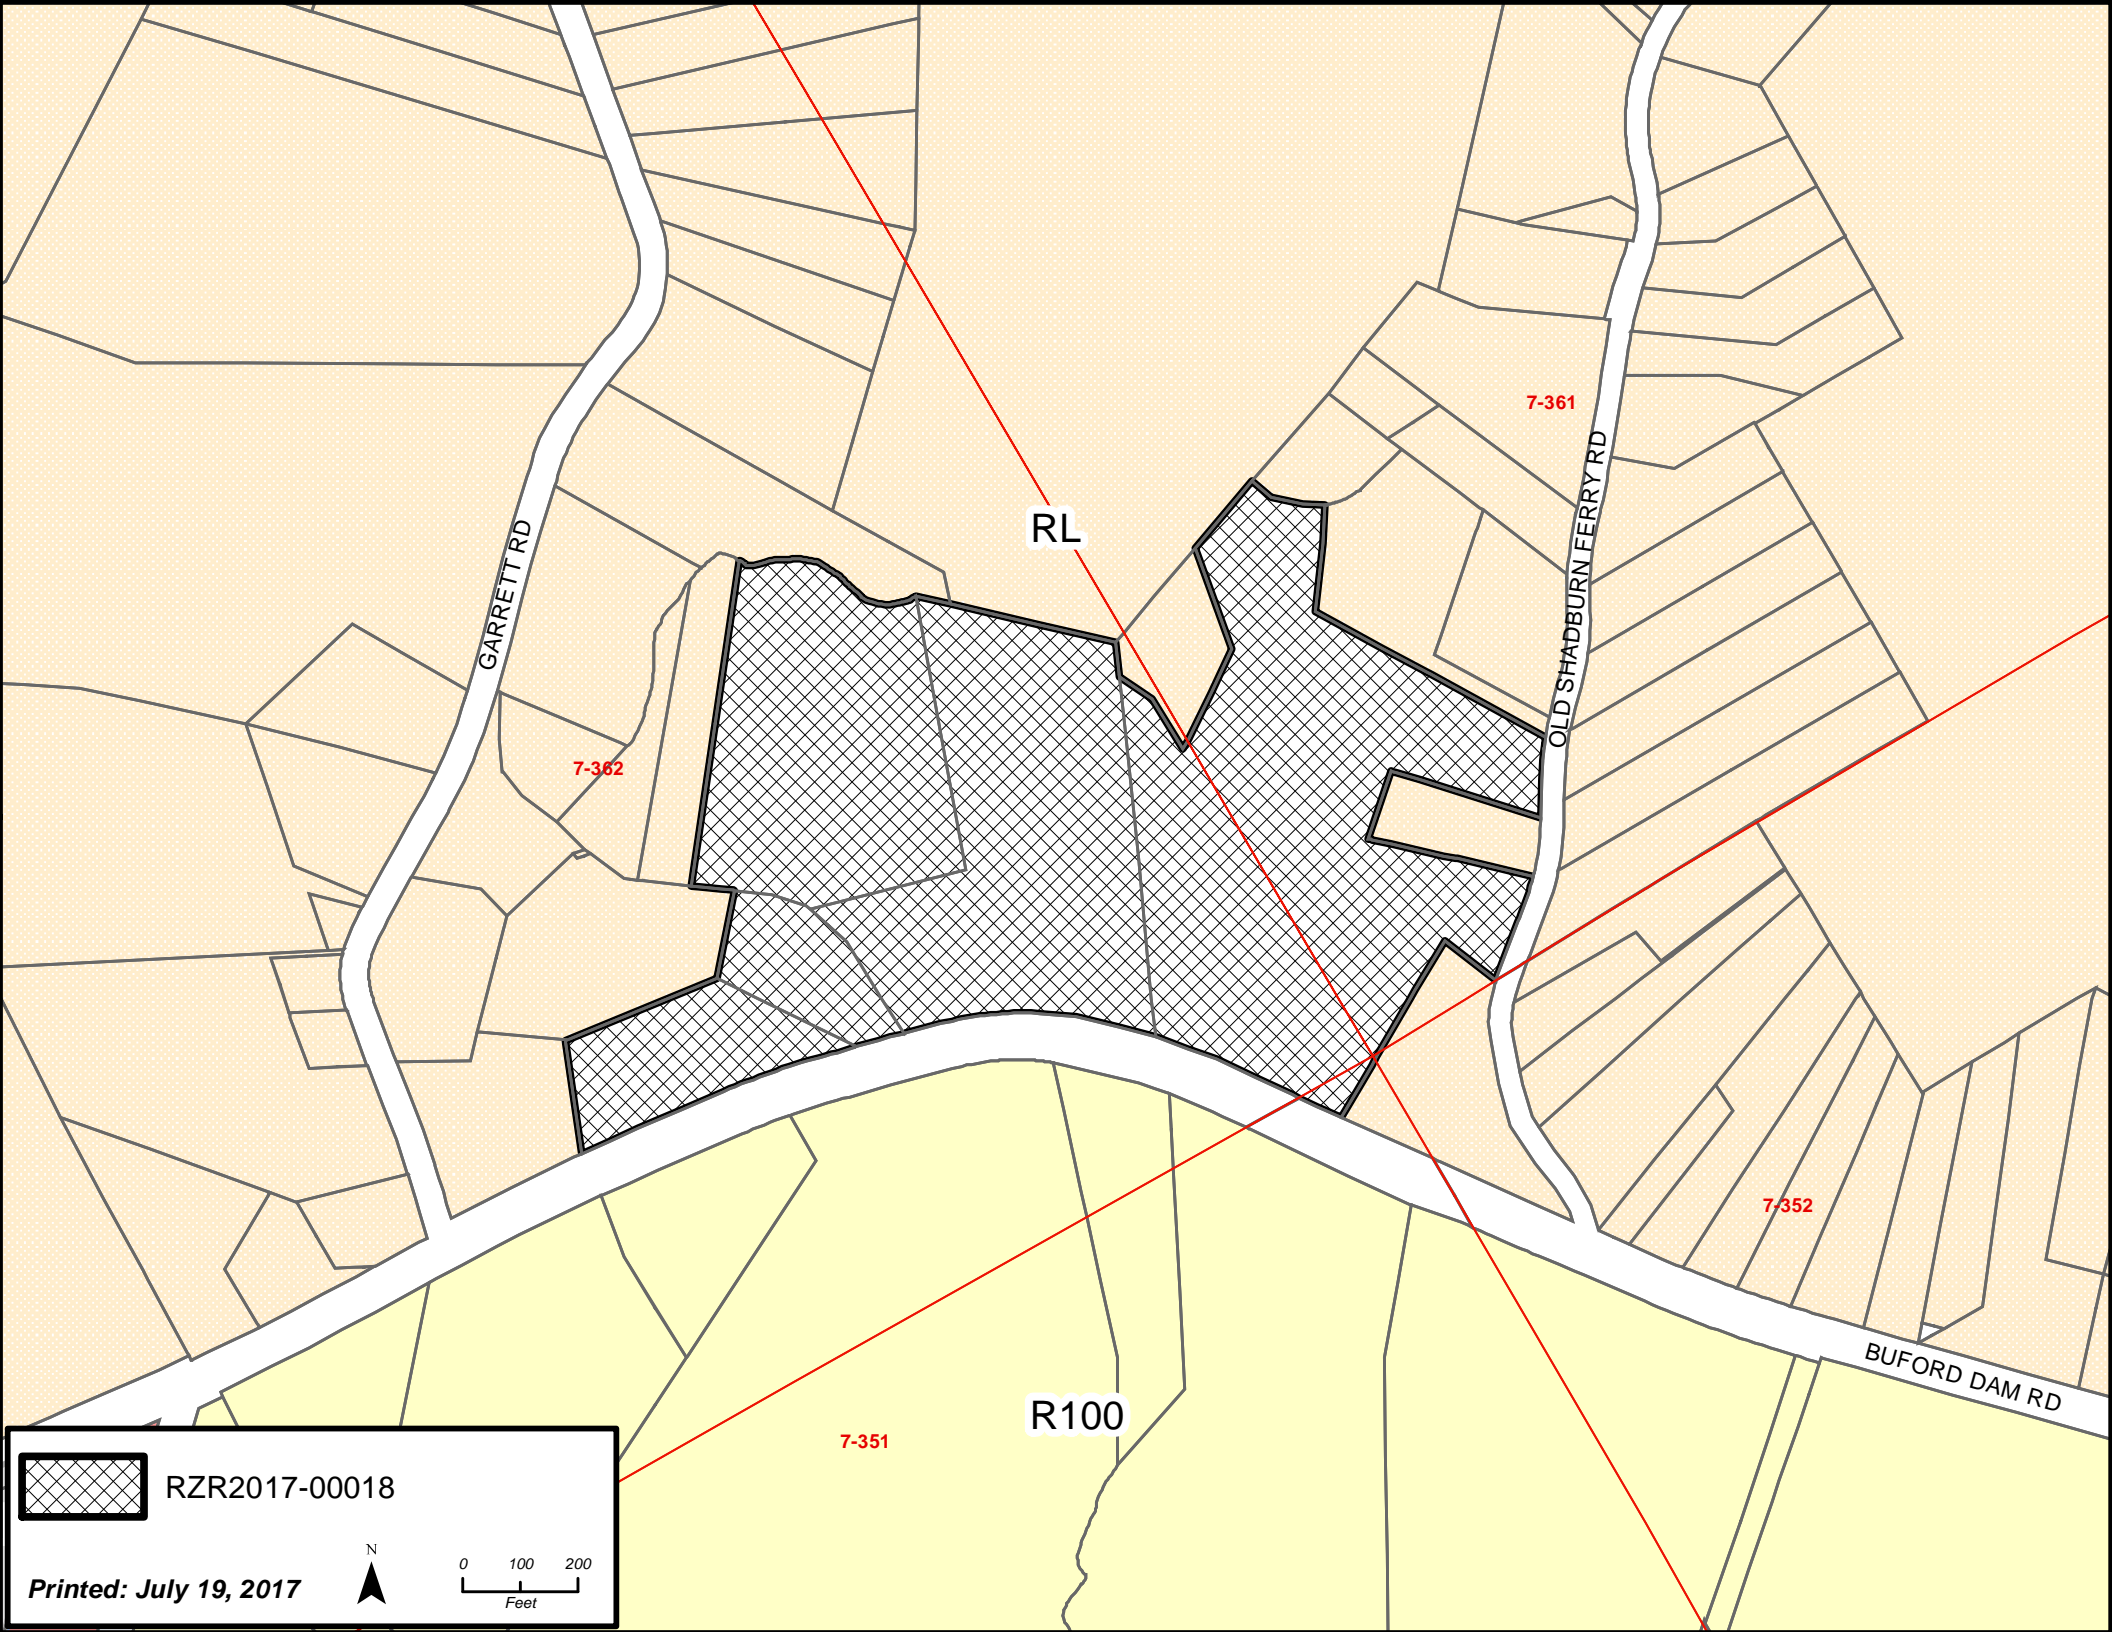 7-361
OLD SHADBURN FERRY RD
GARRETT RD
RL
7-362
7-352
BUFORD DAM RD
R100
7-351
RZR2017-00018
N
0 100 200
Feet
Printed: July 19, 2017